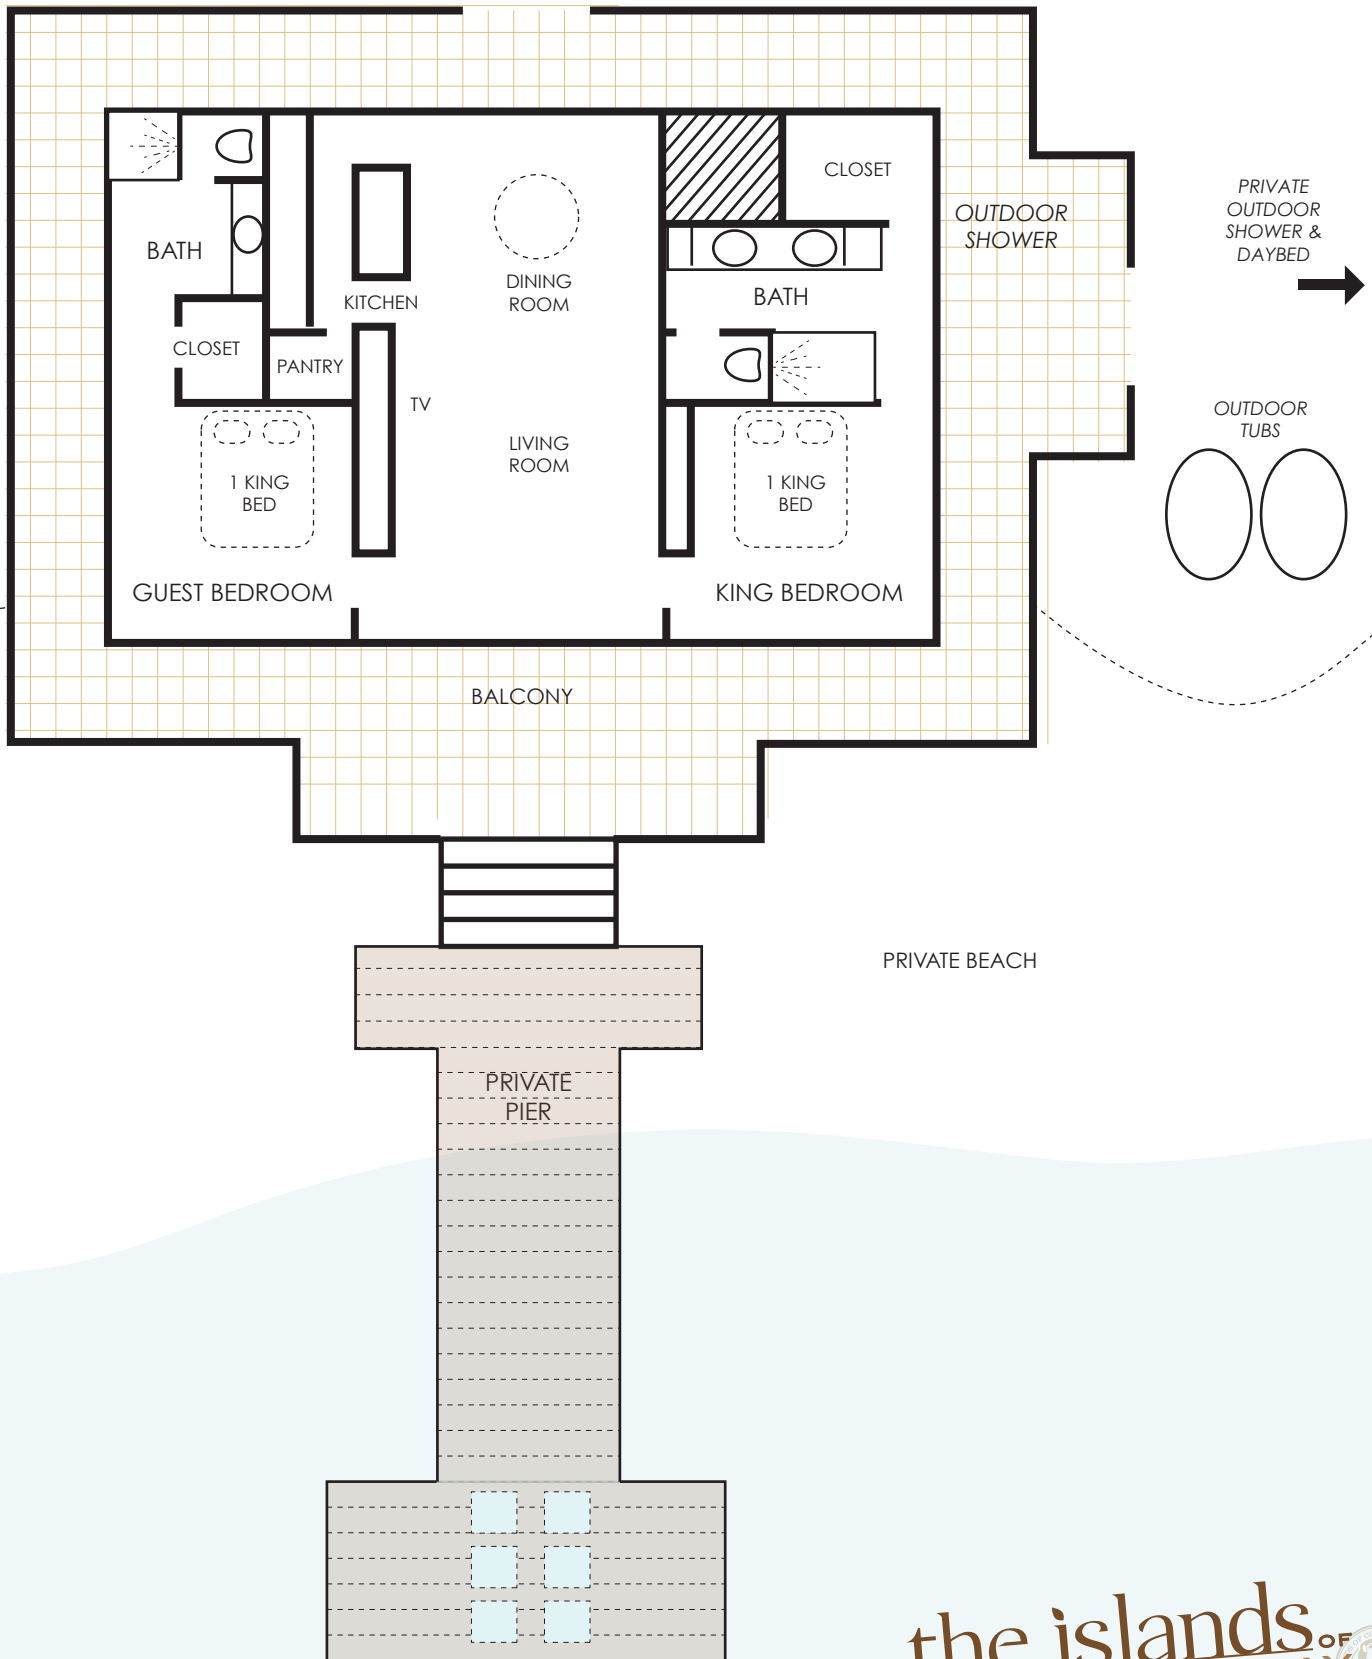 CLOSET
PRIVATE
OUTDOOR
SHOWER &
DAYBED
OUTDOOR
SHOWER
BATH
DINING
ROOM
KITCHEN
BATH
CLOSET
PANTRY
TV
OUTDOOR
TUBS
LIVING
ROOM
1 KING
BED
1 KING
BED
GUEST BEDROOM
KING BEDROOM
BALCONY
PRIVATE BEACH
PRIVATE
PIER
the islands OF